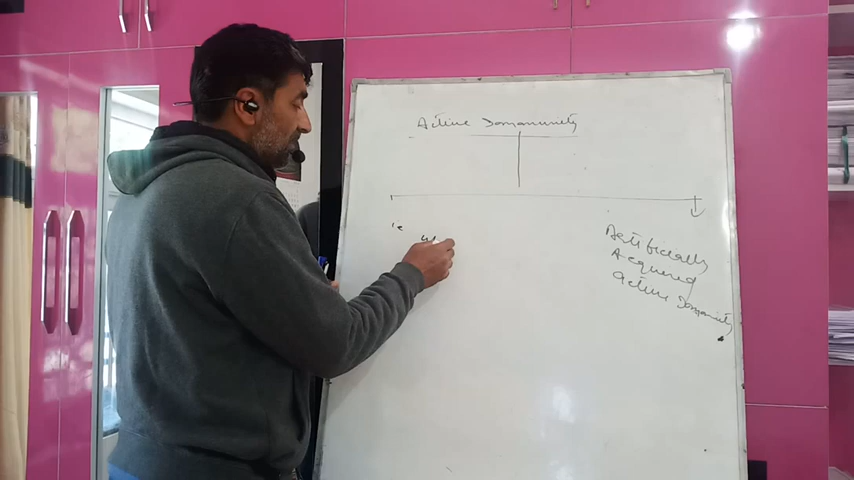 Active Immunity
Artificially
Acquired
active Immunity